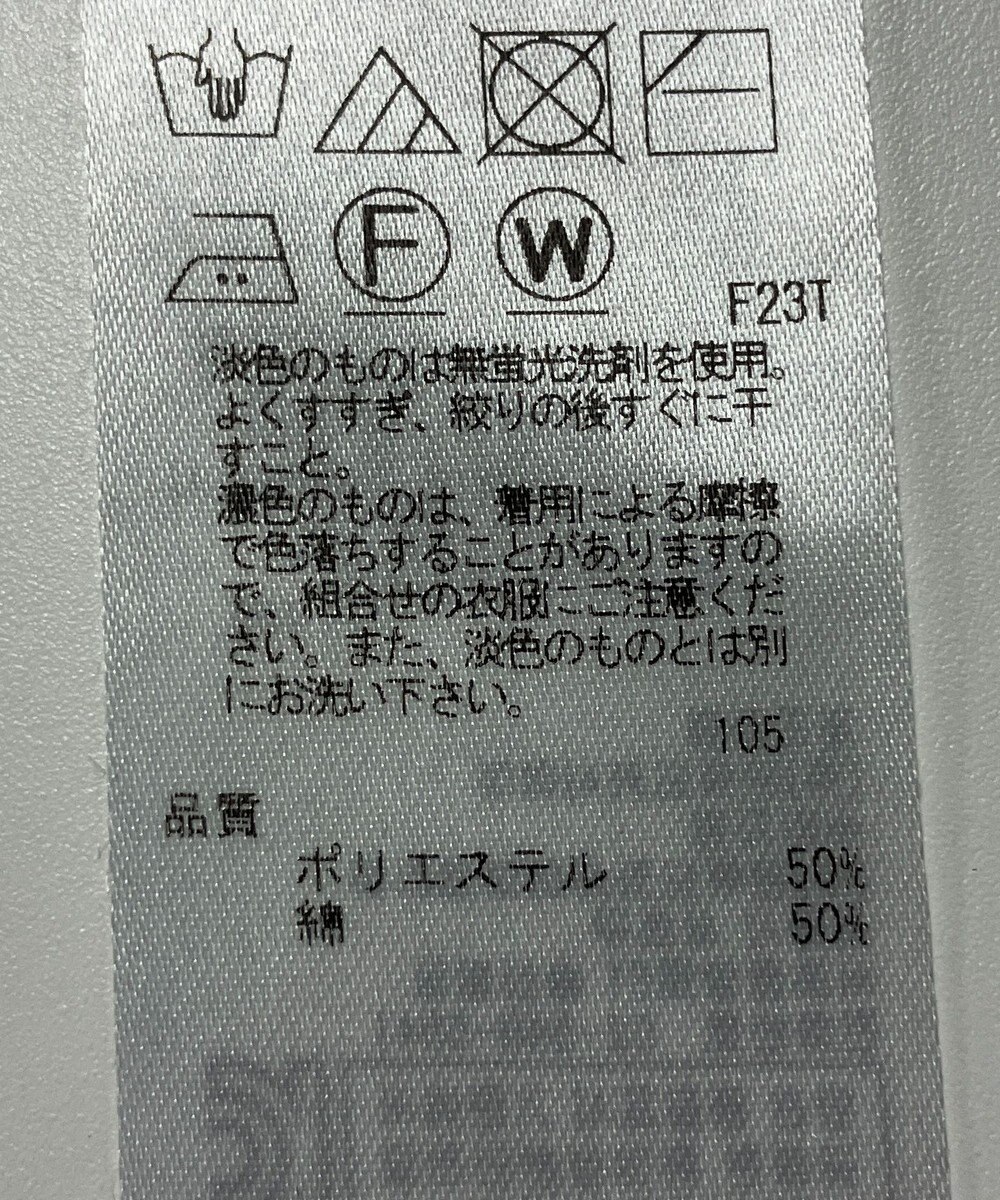 F
W
F23T
淡色のものは無蛍光洗剤を使用。
よくすすぎ、絞りの後すぐに干
すこと。
濃色のものは、着用による摩擦
で色落ちすることがありますの
で、組合せの衣服にご注意くだ
さい。また、淡色のものとは別
にお洗い下さい。
105
品質
ポリエステル 50%
綿 50%